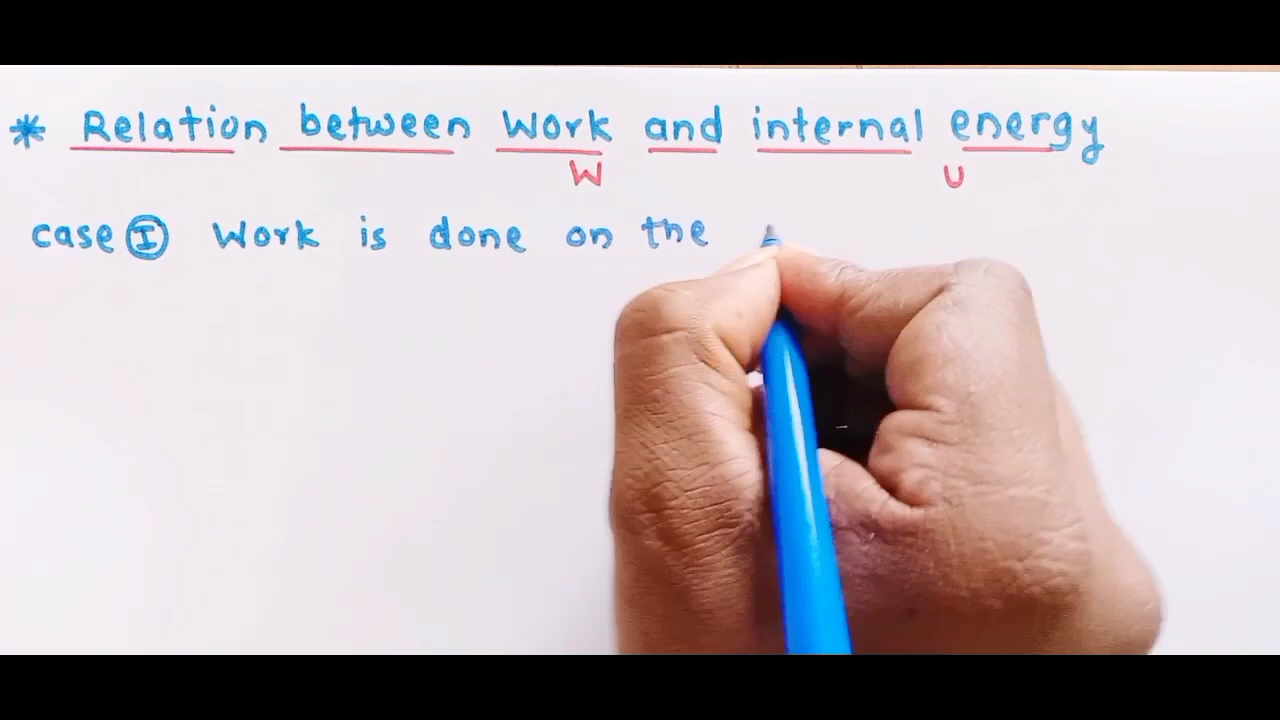 * Relation between Work and internal energy
W U
case I Work is done on the